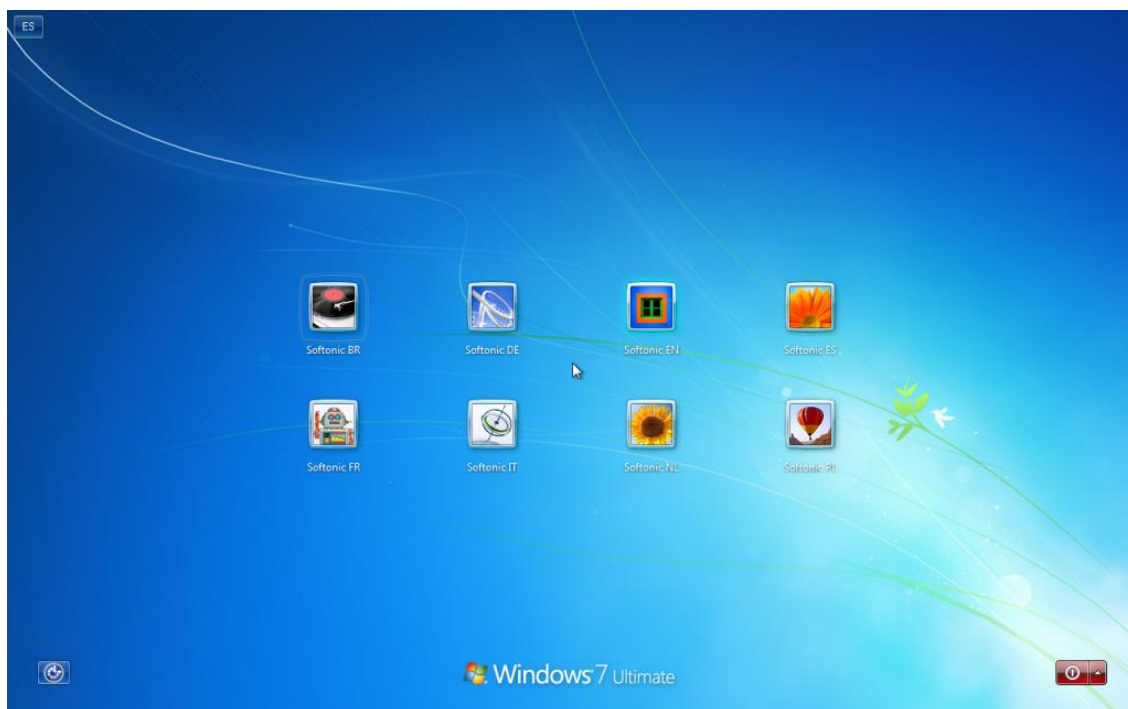 ES
Softonic BR
Softonic DE
Softonic EN
Softonic ES
Softonic FR
Softonic IT
Softonic NL
Softonic PL
Windows 7 Ultimate